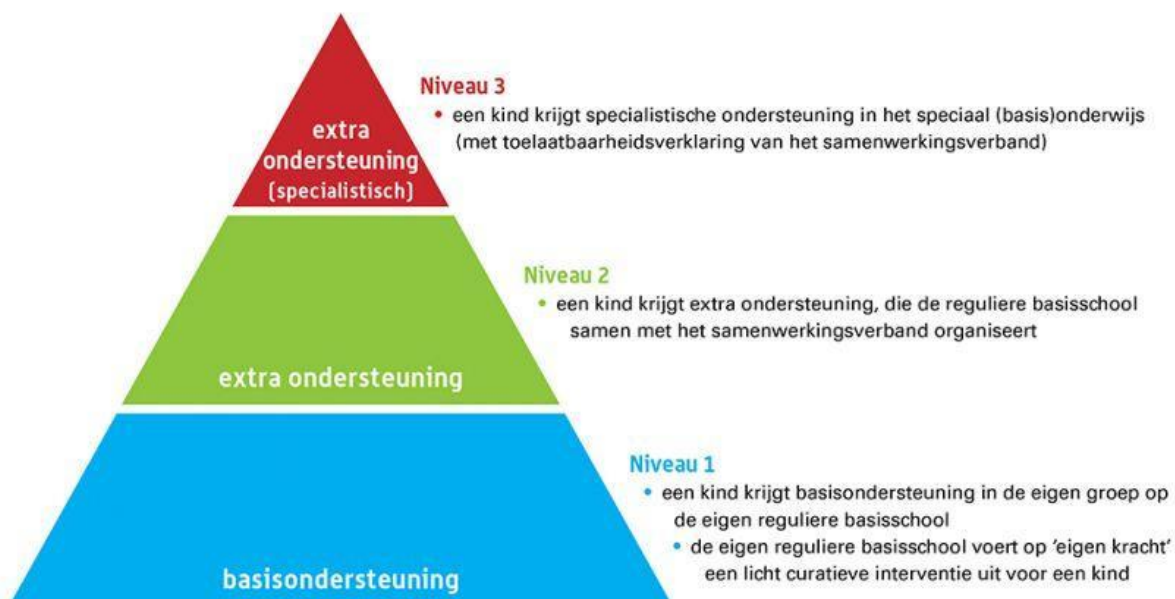 Niveau 3
• een kind krijgt specialistische ondersteuning in het speciaal (basis)onderwijs
(met toelaatbaarheidsverklaring van het samenwerkingsverband)
extra
ondersteuning
(specialistisch)
Niveau 2
• een kind krijgt extra ondersteuning, die de reguliere basisschool
samen met het samenwerkingsverband organiseert
extra ondersteuning
Niveau 1
• een kind krijgt basisondersteuning in de eigen groep op
de eigen reguliere basisschool
• de eigen reguliere basisschool voert op ‘eigen kracht’
een licht curatieve interventie uit voor een kind
basisondersteuning